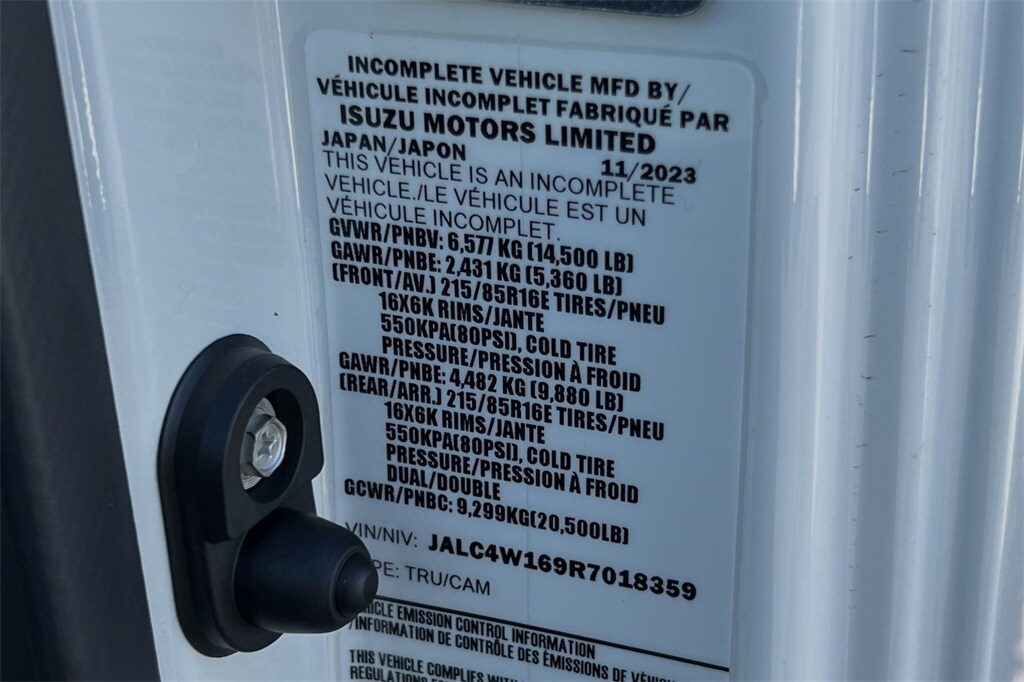 INCOMPLETE VEHICLE MFD BY/
VÉHICULE INCOMPLET FABRIQUÉ PAR
ISUZU MOTORS LIMITED
JAPAN/JAPON 11/2023
THIS VEHICLE IS AN INCOMPLETE
VEHICLE./LE VÉHICULE EST UN
VÉHICULE INCOMPLET.
GVWR/PNBV: 6,577 KG (14,500 LB)
GAWR/PNBE: 2,431 KG (5,360 LB)
(FRONT/AV.) 215/85R16E TIRES/PNEU
16X6K RIMS/JANTE
550KPA(80PSI), COLD TIRE
PRESSURE/PRESSION À FROID
GAWR/PNBE: 4,482 KG (9,880 LB)
(REAR/ARR.) 215/85R16E TIRES/PNEU
16X6K RIMS/JANTE
550KPA(80PSI), COLD TIRE
PRESSURE/PRESSION À FROID
DUAL/DOUBLE
GCWR/PNBC: 9,299KG(20,500LB)
VIN/NIV: JALC4W169R7018359
PE: TRU/CAM
HICLE EMISSION CONTROL INFORMATION
/INFORMATION DE CONTRÔLE DES ÉMISSIONS DE VÉHICU
THIS VEHICLE COMPLIES WITH
REGULATIONS